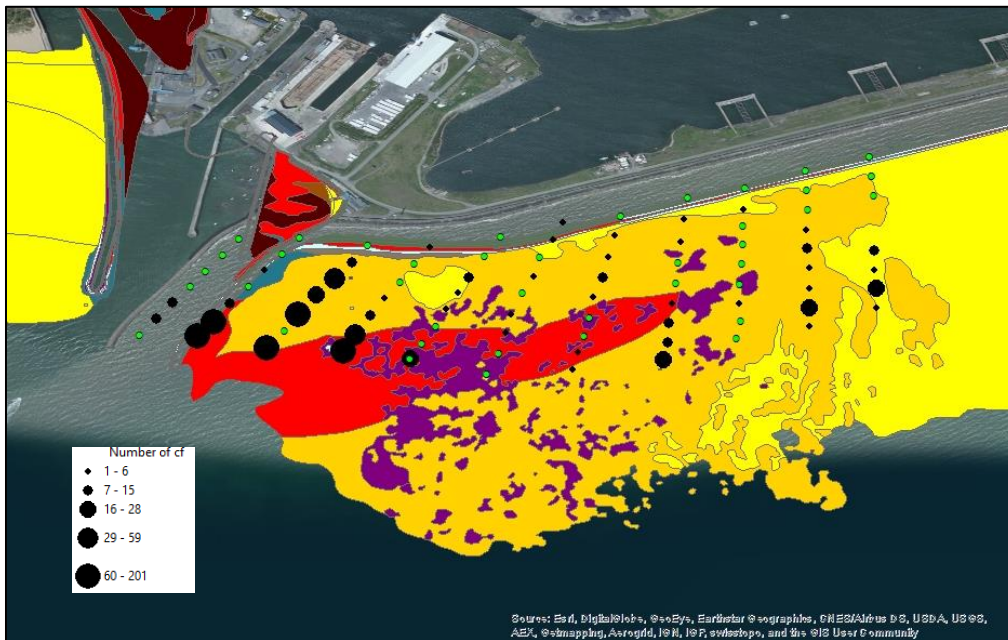 Number of cf
1 - 6
7 - 15
16 - 28
29 - 59
60 - 201
Source: Esri, DigitalGlobe, GeoEye, Earthstar Geographics, CNES/Airbus DS, USDA, USGS,
AEX, Getmapping, Aerogrid, IGN, IGP, swisstopo, and the GIS User Community